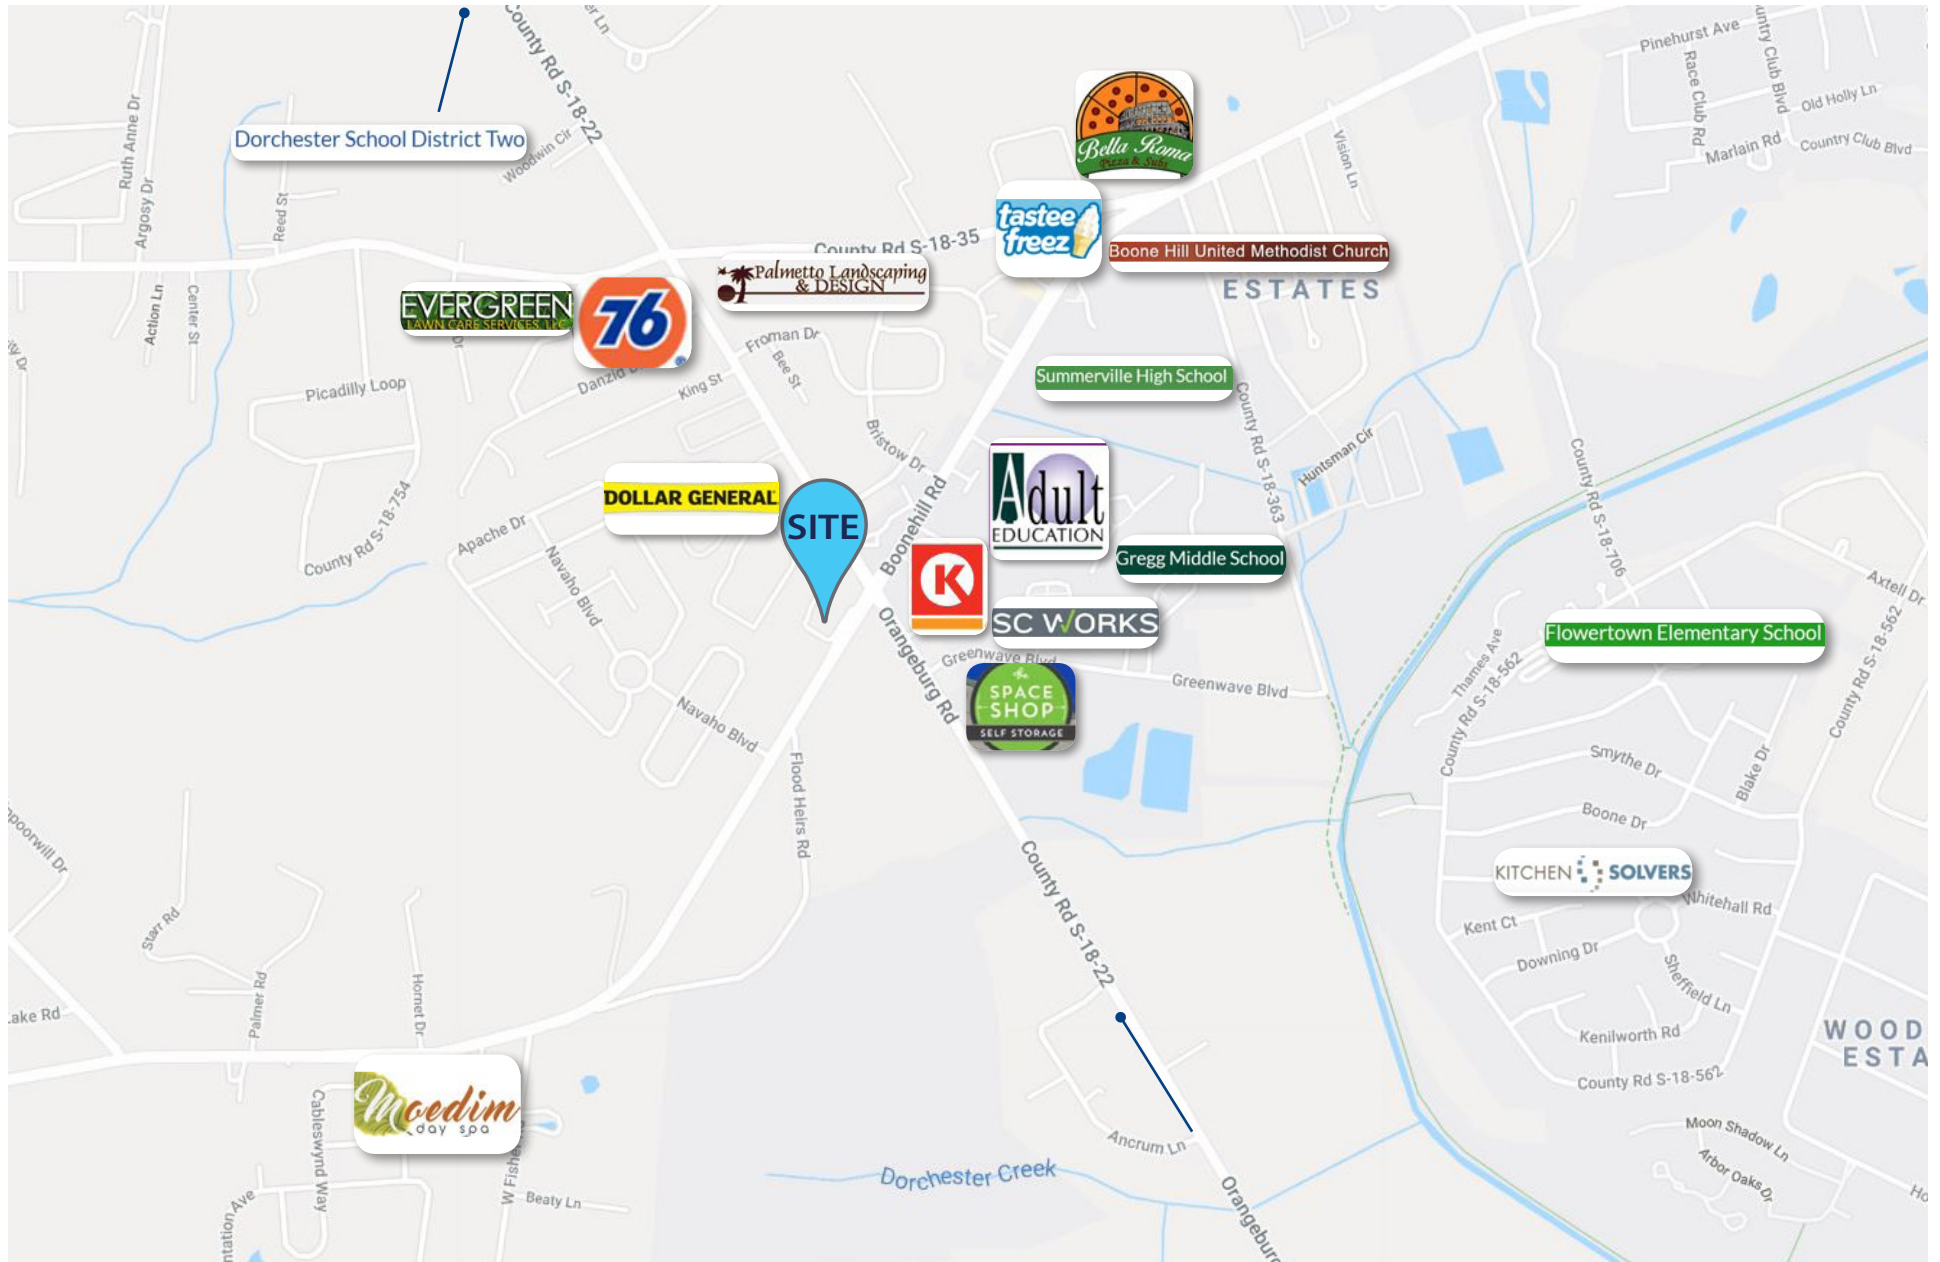 County Rd S-18-22
Pinehurst Ave
Race Club Rd
Old Holly Ln
Marlain Rd
Country Club Blvd
Ruth Anne Dr
Dorchester School District Two
Woodwin Cir
Bella Roma
Pizza & Subs
Vision Ln
Argosy Dr
Reed St
tastee
freez
County Rd S-18-35
Boone Hill United Methodist Church
ESTATES
Palmetto Landscaping
& DESIGN
Action Ln
Center St
EVERGREEN
LAWN CARE SERVICES, LLC
76
Froman Dr
Bee St
King St
Picadilly Loop
Summerville High School
County Rd S-18-363
Huntsman Cir
Bristow Dr
Boonehill Rd
County Rd S-18-706
DOLLAR GENERAL
SITE
Adult
EDUCATION
County Rd S-18-754
Apache Dr
Navaho Blvd
K
Gregg Middle School
SC WORKS
Axtell Dr
Flowertown Elementary School
County Rd S-18-562
Thames Ave
County Rd S-18-562
Orangeburg Rd
Greenwave Blvd
Greenwave Blvd
the
SPACE
SHOP
SELF STORAGE
Navaho Blvd
Flood Heirs Rd
Smythe Dr
Blake Dr
Boone Dr
County Rd S-18-22
KITCHEN SOLVERS
Whitehall Rd
Kent Ct
Downing Dr
Sheffield Ln
Starr Rd
Palmer Rd
Hornet Dr
Kenilworth Rd
WOOD
ESTA
County Rd S-18-562
Moedim
day spa
Cableswynd Way
Beaty Ln
Ancrum Ln
Dorchester Creek
Moon Shadow Ln
Arbor Oaks Dr